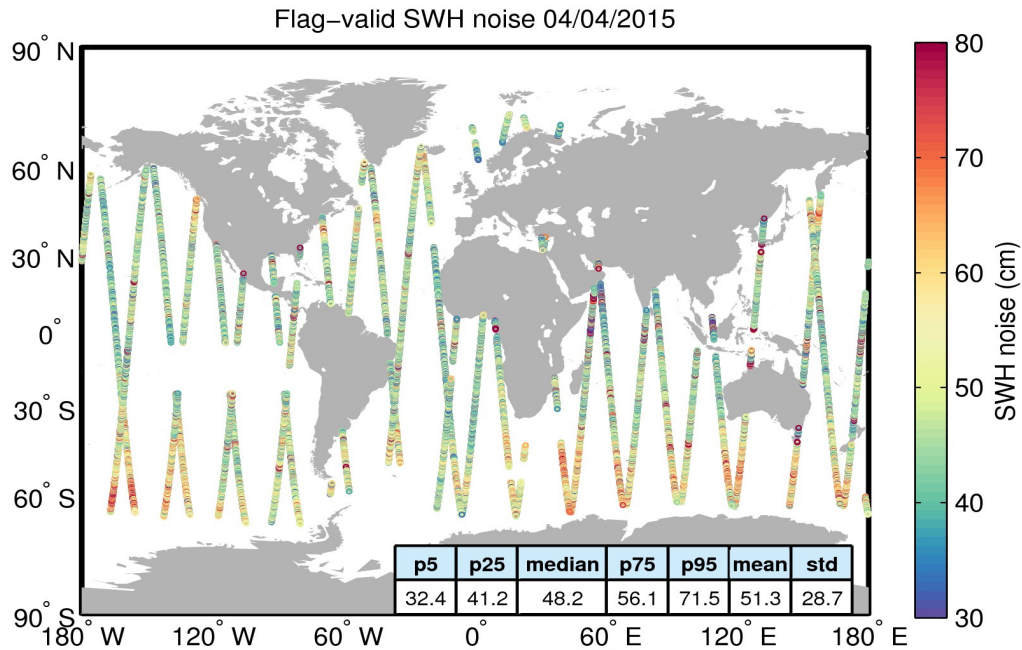 Flag−valid SWH noise 04/04/2015
90° N
60° N
30° N
0°
30° S
60° S
90° S
180° W
120° W
60° W
0°
60° E
120° E
180° E
p5 p25 median p75 p95 mean std
32.4 41.2 48.2 56.1 71.5 51.3 28.7
80
70
60
50
40
30
SWH noise (cm)